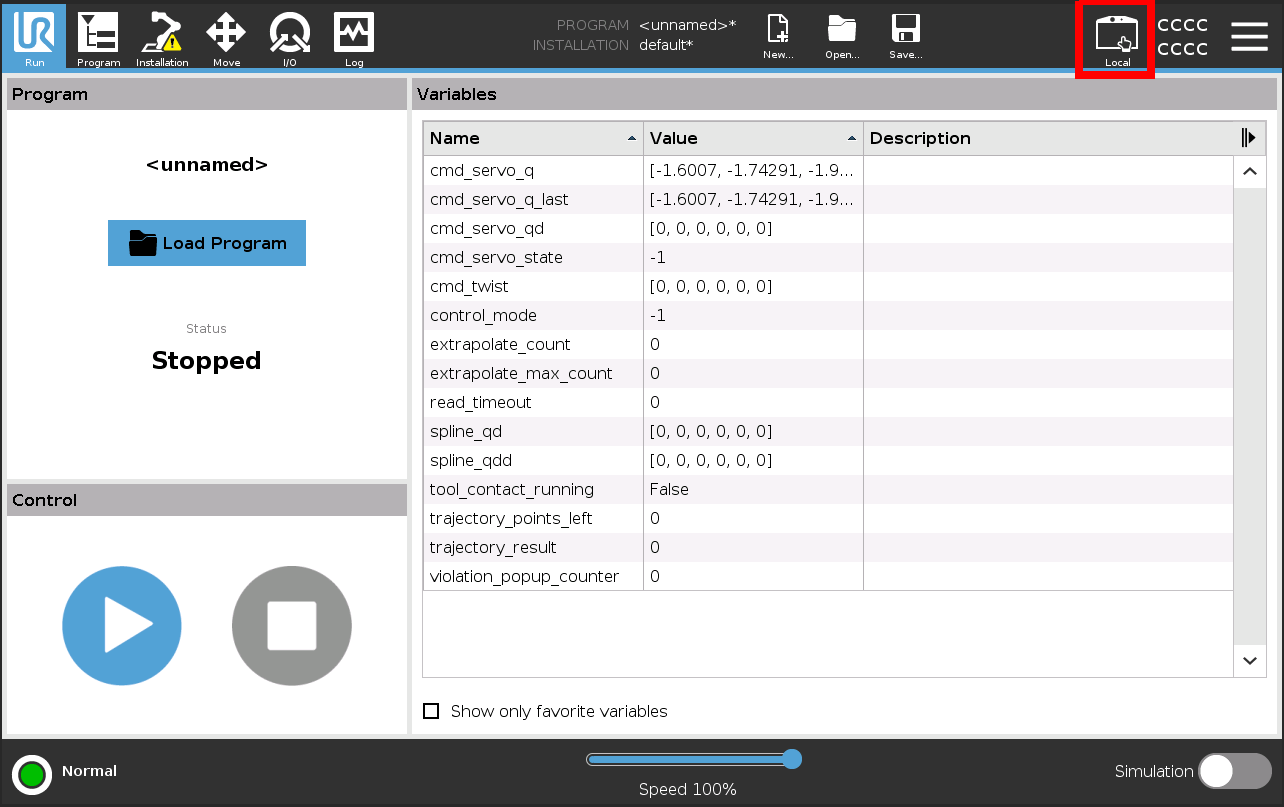 PROGRAM <unnamed>*
INSTALLATION default*
UR
Run
Program
Installation
Move
I/O
Log
New...
Open...
Save...
Local
CCCC
CCCC
Program
<unnamed>
Load Program
Status
Stopped
Control
Variables
Name Value Description
cmd_servo_q [-1.6007, -1.74291, -1.9...
cmd_servo_q_last [-1.6007, -1.74291, -1.9...
cmd_servo_qd [0, 0, 0, 0, 0, 0]
cmd_servo_state -1
cmd_twist [0, 0, 0, 0, 0, 0]
control_mode -1
extrapolate_count 0
extrapolate_max_count 0
read_timeout 0
spline_qd [0, 0, 0, 0, 0, 0]
spline_qdd [0, 0, 0, 0, 0, 0]
tool_contact_running False
trajectory_points_left 0
trajectory_result 0
violation_popup_counter 0
Show only favorite variables
Normal
Speed 100%
Simulation